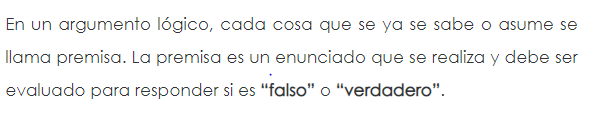 En un argumento lógico, cada cosa que se ya se sabe o asume se
llama premisa. La premisa es un enunciado que se realiza y debe ser
evaluado para responder si es “falso” o “verdadero”.